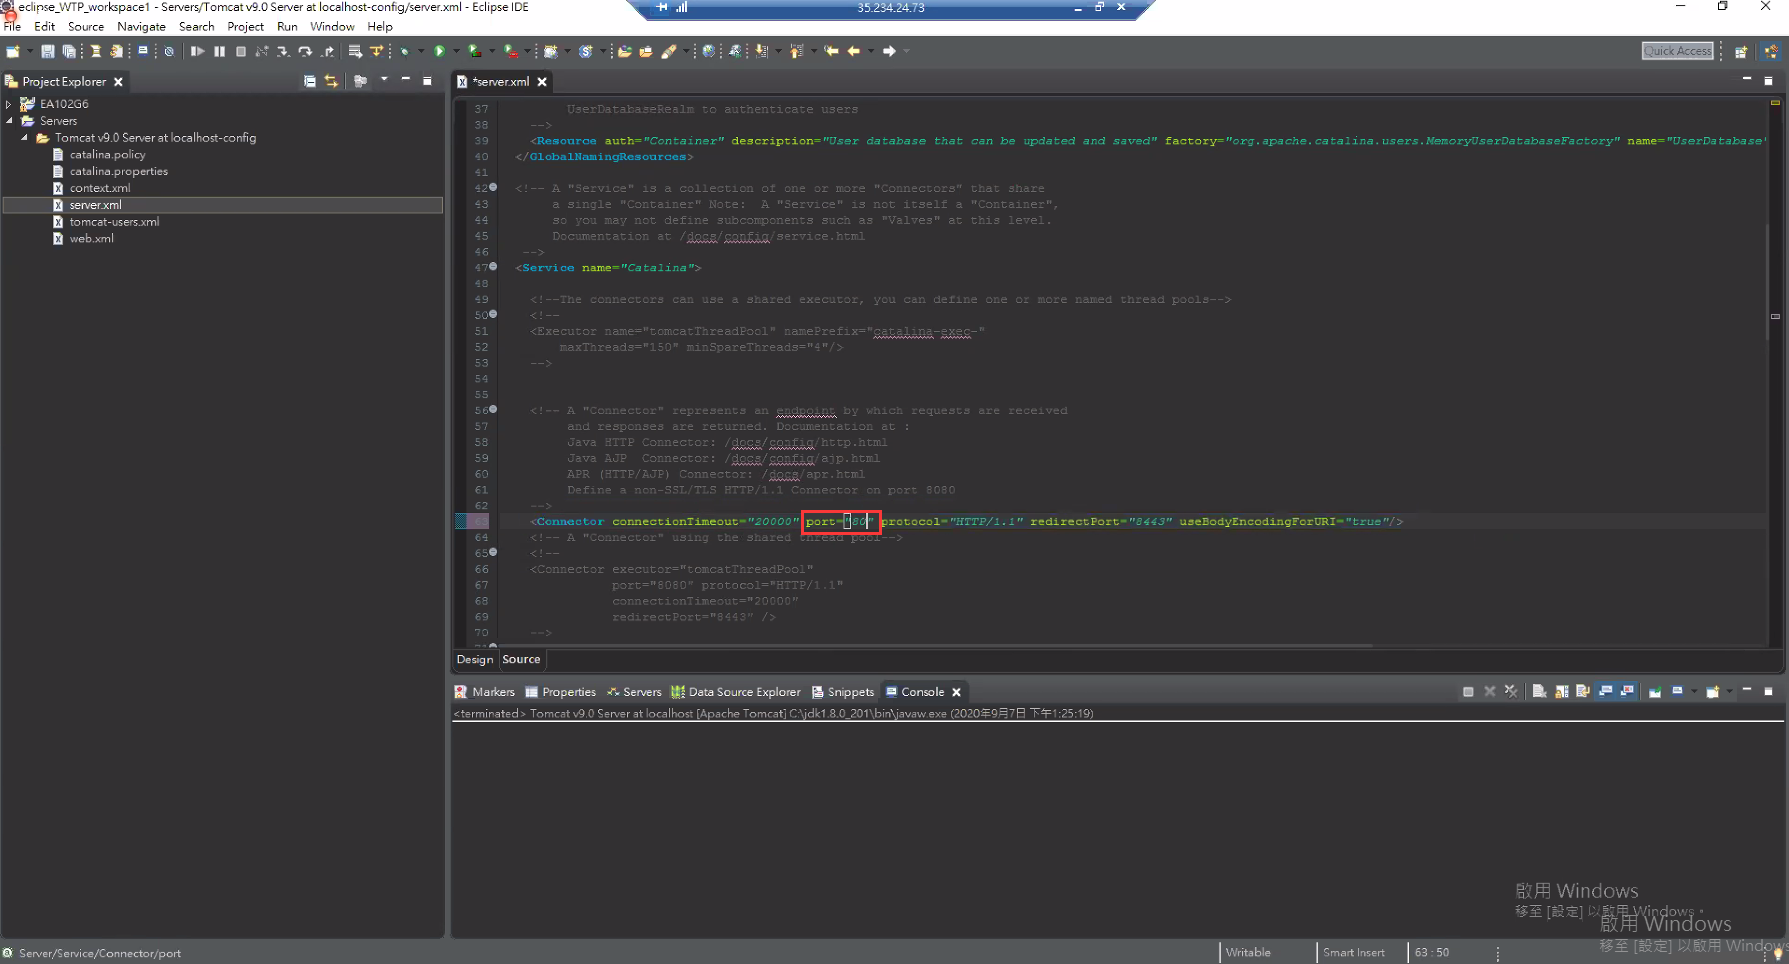 eclipse_WTP_workspace1 - Servers/Tomcat v9.0 Server at localhost-config/server.xml - Eclipse IDE
35.234.24.73
File Edit Source Navigate Search Project Run Window Help
Quick Access
Project Explorer
*server.xml
EA102G6
Servers
Tomcat v9.0 Server at localhost-config
catalina.policy
catalina.properties
context.xml
server.xml
tomcat-users.xml
web.xml
37 UserDatabaseRealm to authenticate users
38 -->
39 <Resource auth="Container" description="User database that can be updated and saved" factory="org.apache.catalina.users.MemoryUserDatabaseFactory" name="UserDatabase"
40 </GlobalNamingResources>
41
42 <!-- A "Service" is a collection of one or more "Connectors" that share
43 a single "Container" Note:  A "Service" is not itself a "Container",
44 so you may not define subcomponents such as "Valves" at this level.
45 Documentation at /docs/config/service.html
46 -->
47 <Service name="Catalina">
48
49 <!--The connectors can use a shared executor, you can define one or more named thread pools-->
50 <!--
51 <Executor name="tomcatThreadPool" namePrefix="catalina-exec-"
52 maxThreads="150" minSpareThreads="4"/>
53 -->
54
55
56 <!-- A "Connector" represents an endpoint by which requests are received
57 and responses are returned. Documentation at :
58 Java HTTP Connector: /docs/config/http.html
59 Java AJP  Connector: /docs/config/ajp.html
60 APR (HTTP/AJP) Connector: /docs/apr.html
61 Define a non-SSL/TLS HTTP/1.1 Connector on port 8080
62 -->
63 <Connector connectionTimeout="20000" port="80" protocol="HTTP/1.1" redirectPort="8443" useBodyEncodingForURI="true"/>
64 <!-- A "Connector" using the shared thread pool-->
65 <!--
66 <Connector executor="tomcatThreadPool"
67 port="8080" protocol="HTTP/1.1"
68 connectionTimeout="20000"
69 redirectPort="8443" />
70 -->
Design Source
Markers Properties Servers Data Source Explorer Snippets Console
<terminated> Tomcat v9.0 Server at localhost [Apache Tomcat] C:\jdk1.8.0_201\bin\javaw.exe (2020年9月7日 下午1:25:19)
啟用 Windows
移至 [設定] 以啟用 Windows。
啟用 Windows
移至 [設定] 以啟用 Windows
Server/Service/Connector/port
Writable
Smart Insert
63 : 50